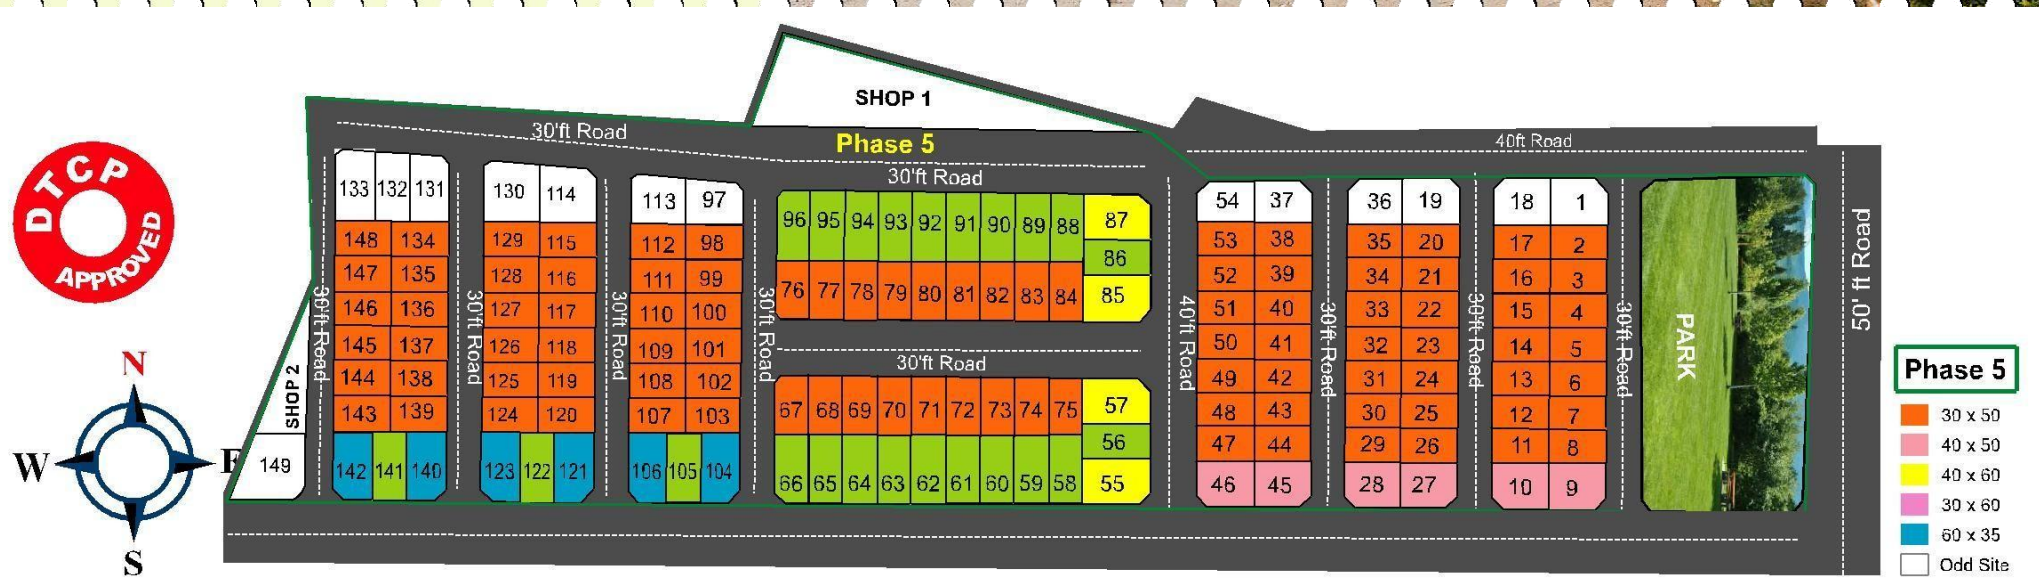 DTCP
APPROVED
N
W
E
S
SHOP 1
30'ft Road
Phase 5
30'ft Road
40ft Road
50' ft Road
133 132 131
148 134
147 135
146 136
145 137
144 138
143 139
142 141 140
130 114
129 115
128 116
127 117
126 118
125 119
124 120
123 122 121
113 97
112 98
111 99
110 100
109 101
108 102
107 103
106 105 104
96 95 94 93 92 91 90 89 88 87
86
76 77 78 79 80 81 82 83 84 85
30'ft Road
67 68 69 70 71 72 73 74 75 57
56
66 65 64 63 62 61 60 59 58 55
54 37
53 38
52 39
51 40
50 41
49 42
48 43
47 44
46 45
36 19
35 20
34 21
33 22
32 23
31 24
30 25
29 26
28 27
18 1
17 2
16 3
15 4
14 5
13 6
12 7
11 8
10 9
30'ft Road
30'ft Road
30'ft Road
30'ft Road
40'ft Road
30'ft Road
30'ft Road
30'ft Road
PARK
SHOP 2
149
Phase 5
30 x 50
40 x 50
40 x 60
30 x 60
60 x 35
Odd Site